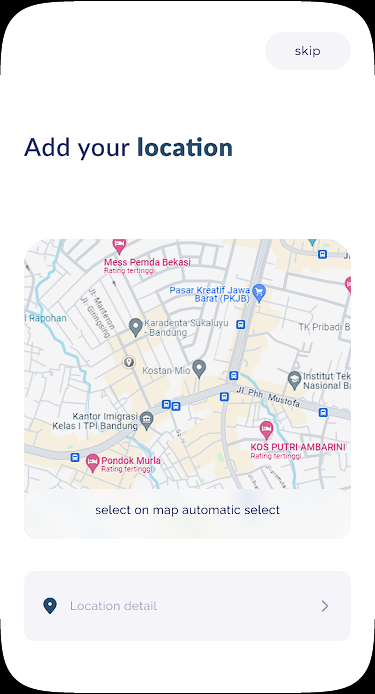 skip
Add your location
Mess Pemda Bekasi
Rating tertinggi
Pasar Kreatif Jawa
Barat (PKJB)
Jl. Manteron
Jl. Ginngsing
l Rapohan
Karadenta Sukaluyu
- Bandung
TK Pribadi B
Kostan Mio
Institut Tek
Nasional Ba
Jl. Phh. Mustofa
Kantor Imigrasi
Kelas I TPI Bandung
KOS PUTRI AMBARINI
Rating tertinggi
Pondok Murla
Rating tertinggi
select on map automatic select
Location detail